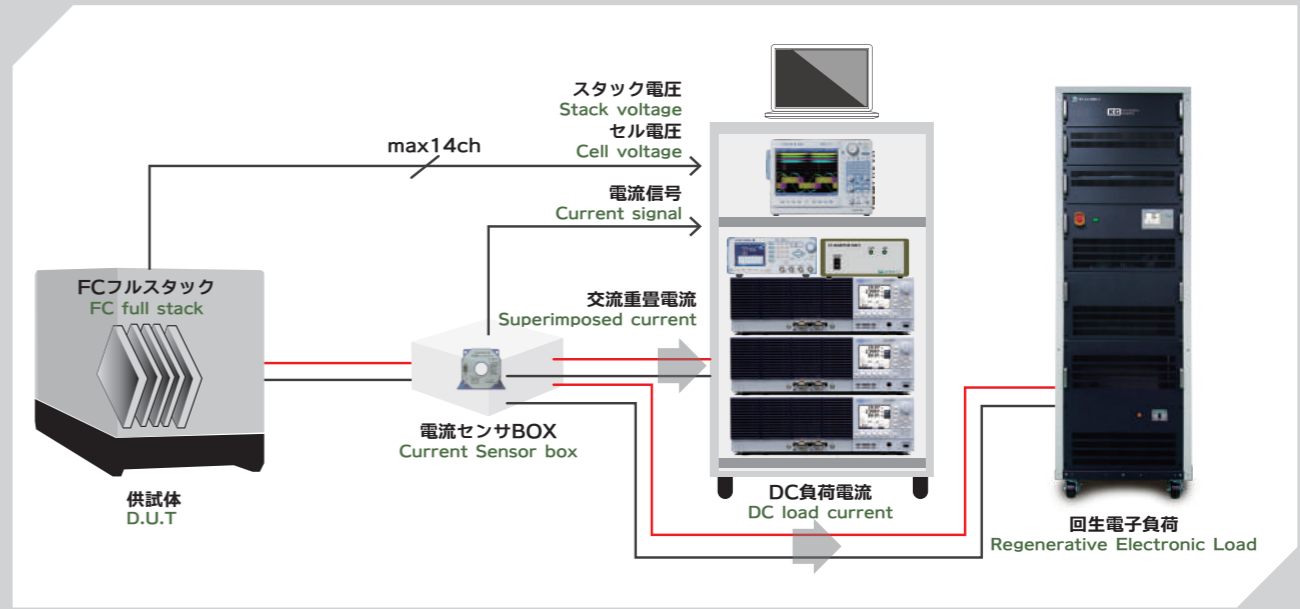 スタック電圧
Stack voltage
セル電圧
Cell voltage
max14ch
電流信号
Current signal
FCフルスタック
FC full stack
交流重畳電流
Superimposed current
電流センサBOX
Current Sensor box
供試体
D.U.T
DC負荷電流
DC load current
KG
回生電子負荷
Regenerative Electronic Load